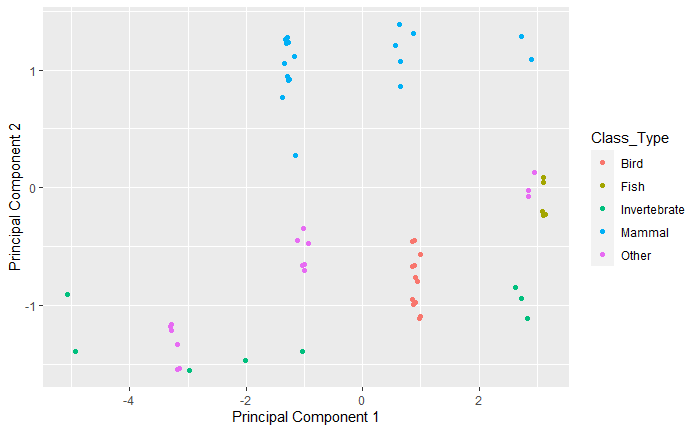 Principal Component 2
1
0
-1
-4
-2
0
2
Principal Component 1
Class_Type
Bird
Fish
Invertebrate
Mammal
Other